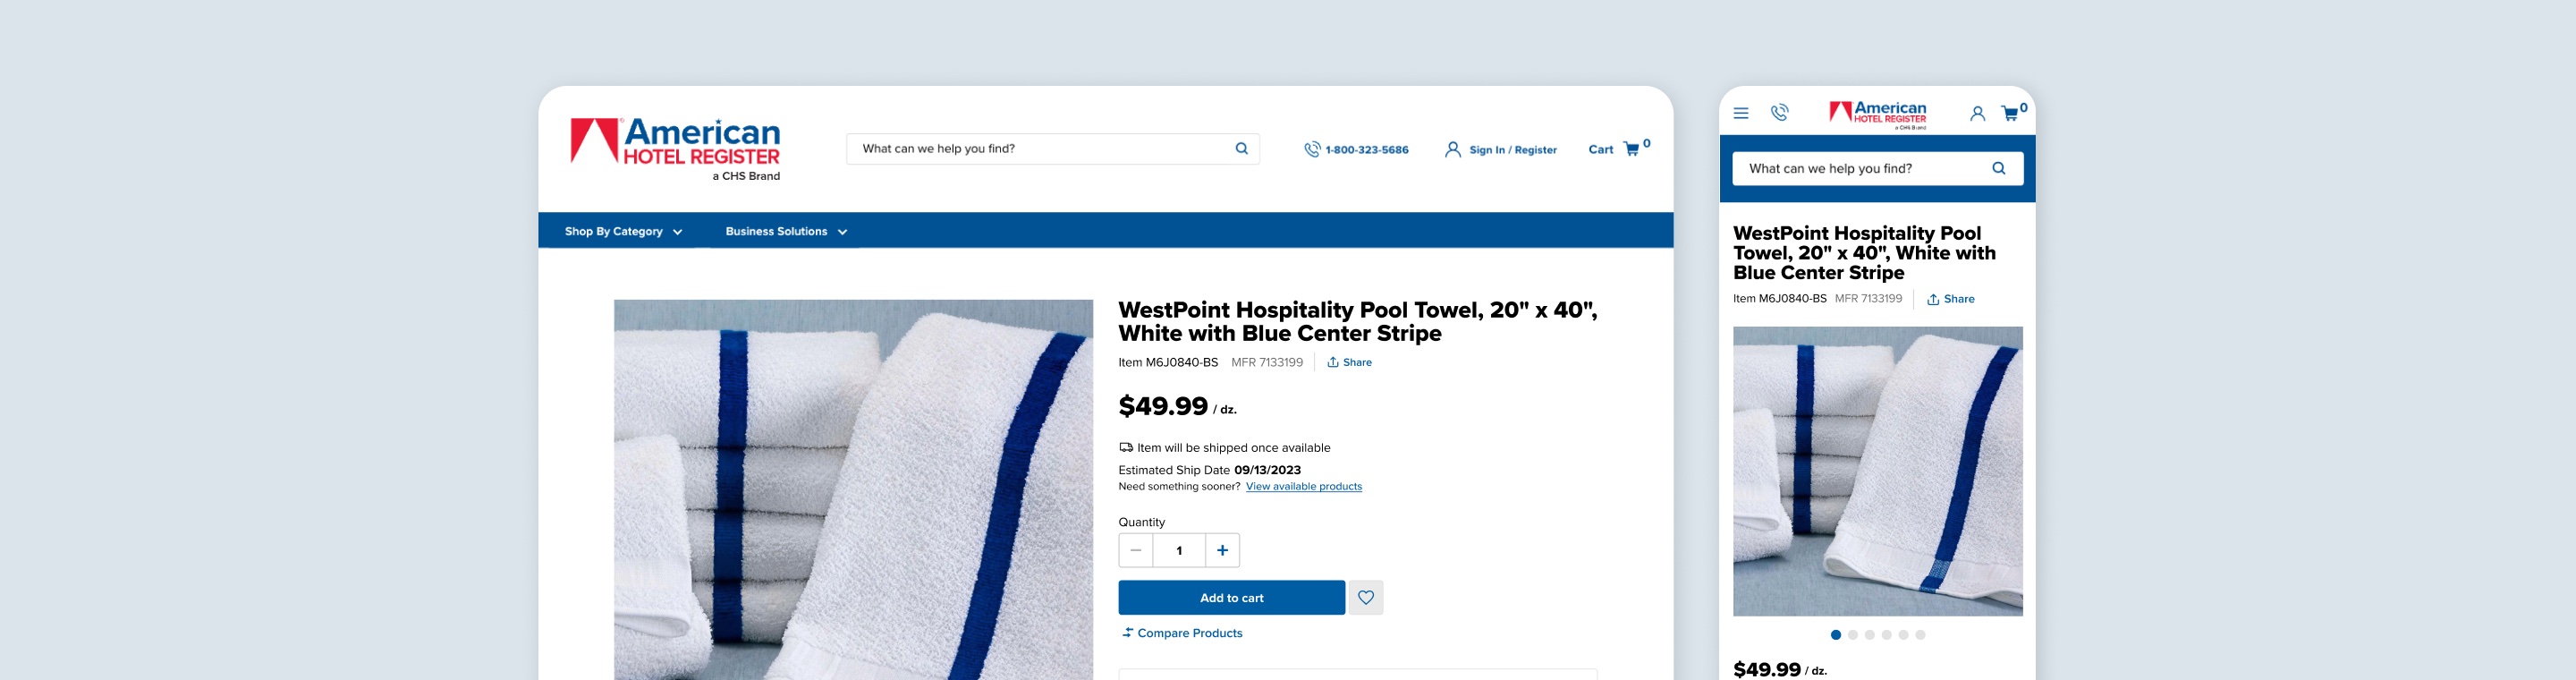 American
HOTEL REGISTER
a CHS Brand
What can we help you find?
1-800-323-5686
Sign In / Register
Cart 0
Shop By Category
Business Solutions
WestPoint Hospitality Pool Towel, 20" x 40",
White with Blue Center Stripe
Item M6J0840-BS MFR 7133199 Share
$49.99 / dz.
Item will be shipped once available
Estimated Ship Date 09/13/2023
Need something sooner? View available products
Quantity
1
Add to cart
Compare Products
American
HOTEL REGISTER
a CHS Brand
0
What can we help you find?
WestPoint Hospitality Pool
Towel, 20" x 40", White with
Blue Center Stripe
Item M6J0840-BS MFR 7133199 Share
$49.99 / dz.